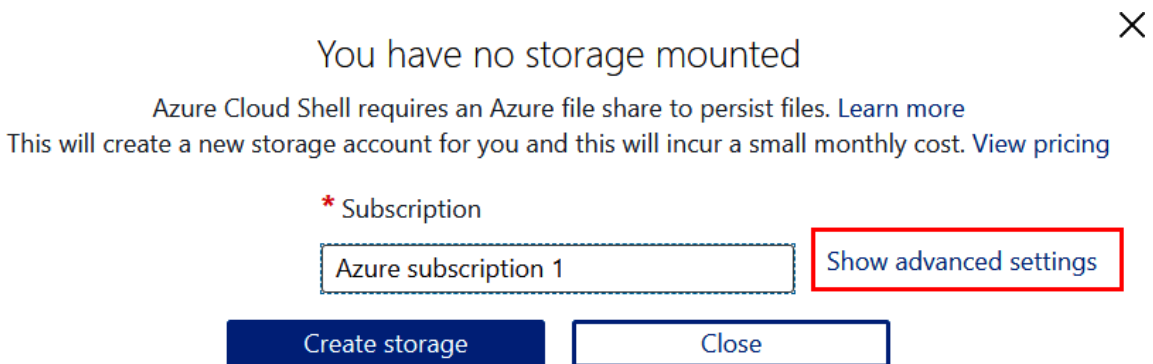 You have no storage mounted
Azure Cloud Shell requires an Azure file share to persist files. Learn more
This will create a new storage account for you and this will incur a small monthly cost. View pricing
* Subscription
Azure subscription 1
Show advanced settings
Create storage
Close